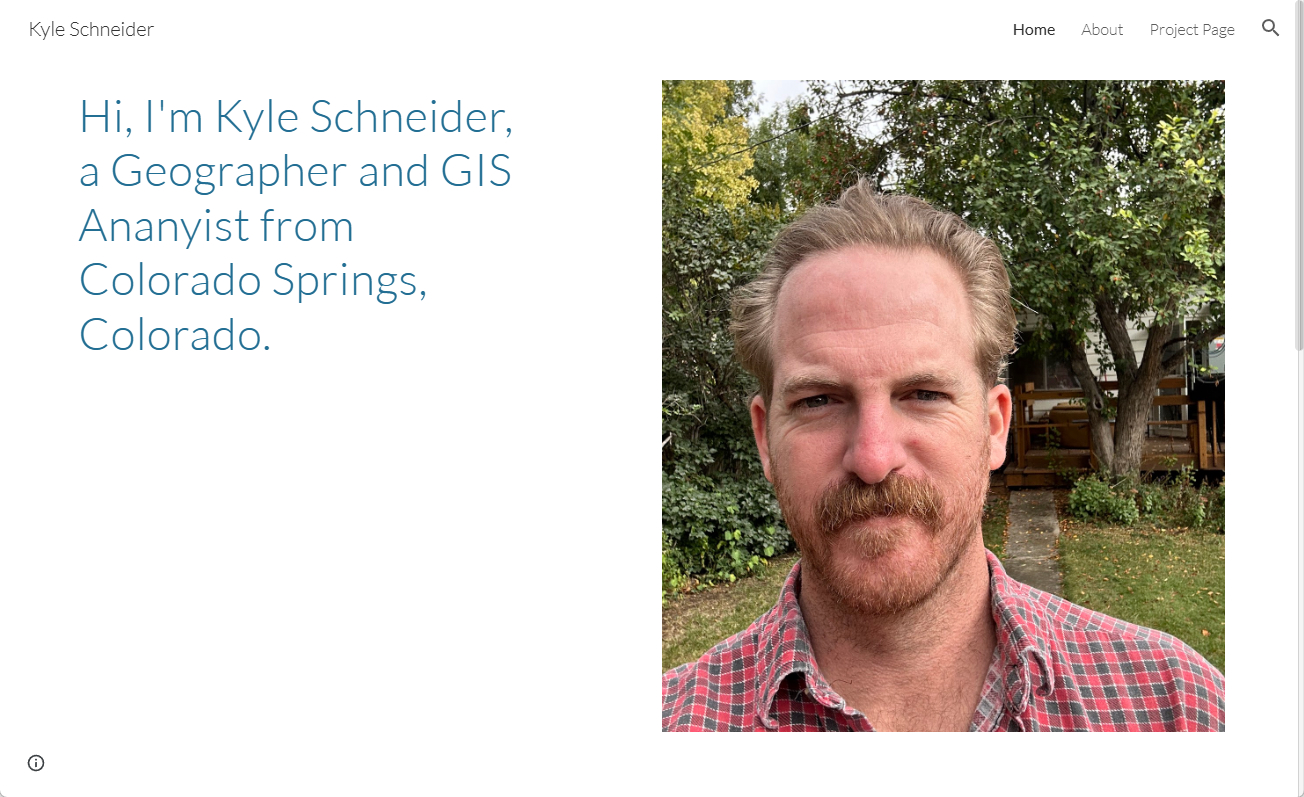 Kyle Schneider
Home About Project Page
Hi, I'm Kyle Schneider,
a Geographer and GIS
Ananyist from
Colorado Springs,
Colorado.